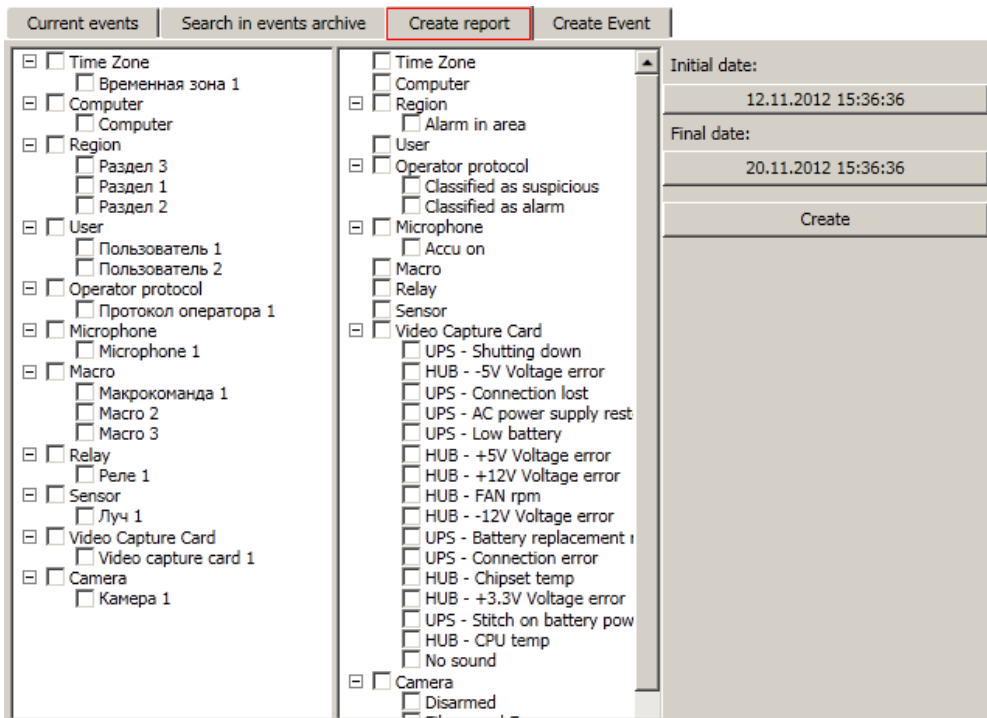 Current events
Search in events archive
Create report
Create Event
Time Zone
Временная зона 1
Computer
Computer
Region
Раздел 3
Раздел 1
Раздел 2
User
Пользователь 1
Пользователь 2
Operator protocol
Протокол оператора 1
Microphone
Microphone 1
Macro
Макрокоманда 1
Macro 2
Macro 3
Relay
Реле 1
Sensor
Луч 1
Video Capture Card
Video capture card 1
Camera
Камера 1
Time Zone
Computer
Region
Alarm in area
User
Operator protocol
Classified as suspicious
Classified as alarm
Microphone
Accu on
Macro
Relay
Sensor
Video Capture Card
UPS - Shutting down
HUB - -5V Voltage error
UPS - Connection lost
UPS - AC power supply rest
UPS - Low battery
HUB - +5V Voltage error
HUB - +12V Voltage error
HUB - FAN rpm
HUB - -12V Voltage error
UPS - Battery replacement
UPS - Connection error
HUB - Chipset temp
HUB - +3.3V Voltage error
UPS - Stitch on battery pow
HUB - CPU temp
No sound
Camera
Disarmed
Initial date:
12.11.2012 15:36:36
Final date:
20.11.2012 15:36:36
Create